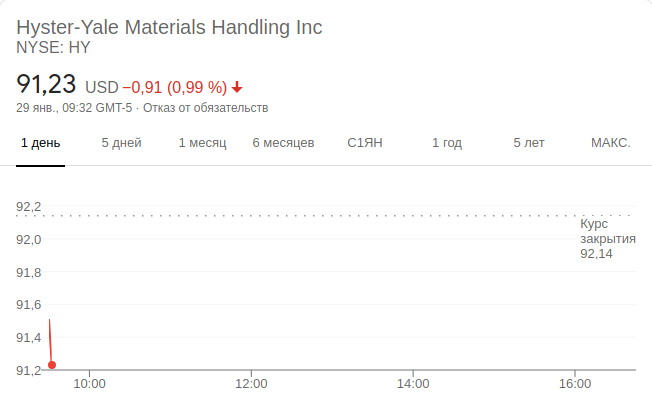 Hyster-Yale Materials Handling Inc
NYSE: HY
91,23 USD −0,91 (0,99 %)
29 янв., 09:32 GMT-5 · Отказ от обязательств
1 день 5 дней 1 месяц 6 месяцев С1ЯН 1 год 5 лет МАКС.
92,2
Курс
92,0 закрытия
92,14
91,8
91,6
91,4
91,2
10:00 12:00 14:00 16:00